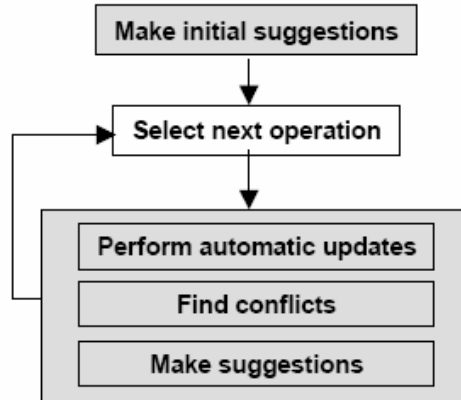 Make initial suggestions
Select next operation
Perform automatic updates
Find conflicts
Make suggestions